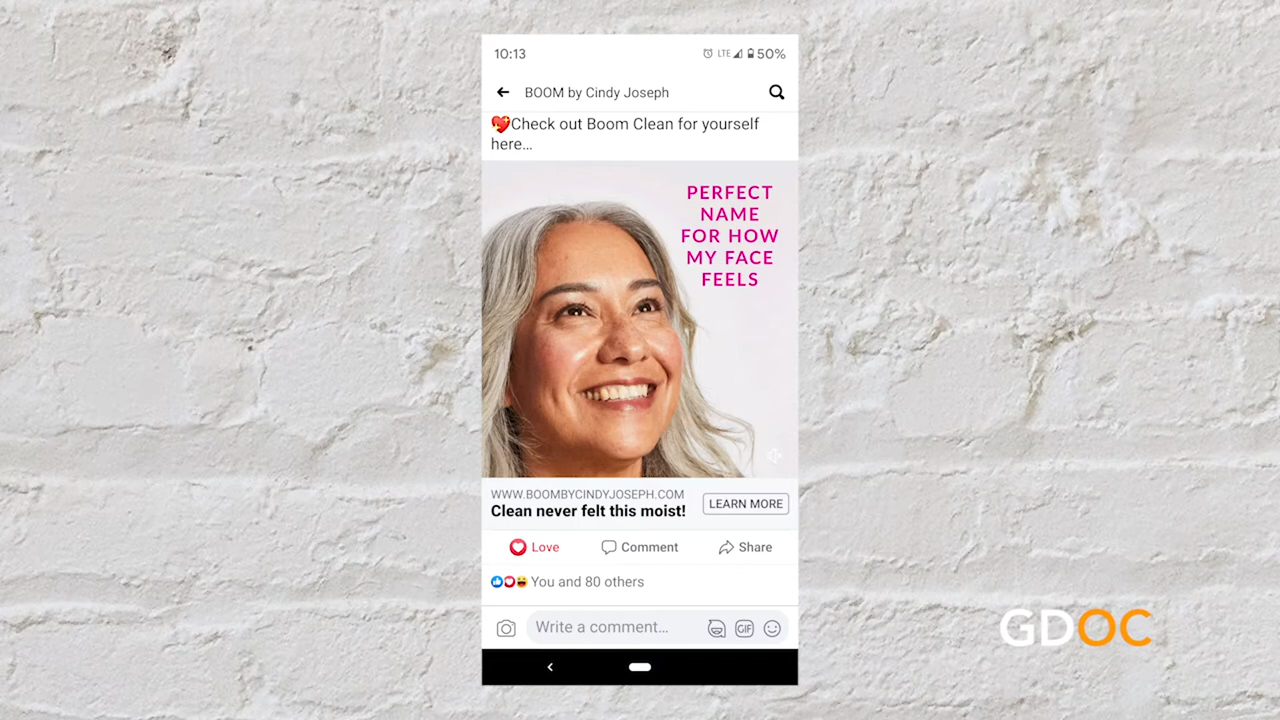 10:13 LTE 50%
BOOM by Cindy Joseph
Check out Boom Clean for yourself
here…
PERFECT
NAME
FOR HOW
MY FACE
FEELS
WWW.BOOMBYCINDYJOSEPH.COM
Clean never felt this moist!
LEARN MORE
Love Comment Share
You and 80 others
Write a comment… GIF
GDOC